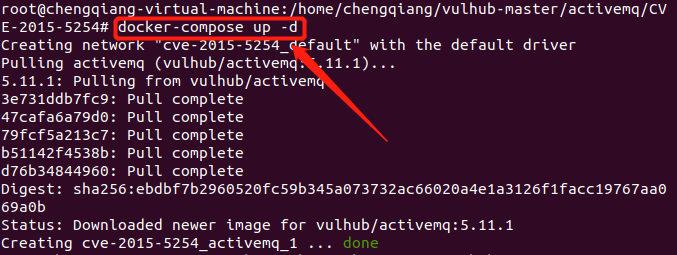 root@chengqiang-virtual-machine:/home/chengqiang/vulhub-master/activemq/CV
E-2015-5254# docker-compose up -d
Creating network "cve-2015-5254_default" with the default driver
Pulling activemq (vulhub/activemq:5.11.1)...
5.11.1: Pulling from vulhub/activemq
3e731ddb7fc9: Pull complete
47cafa6a79d0: Pull complete
79fcf5a213c7: Pull complete
b51142f4538b: Pull complete
d76b34844960: Pull complete
Digest: sha256:ebdbf7b2960520fc59b345a073732ac66020a4e1a3126f1facc19767aa0
69a0b
Status: Downloaded newer image for vulhub/activemq:5.11.1
Creating cve-2015-5254_activemq_1 ... done